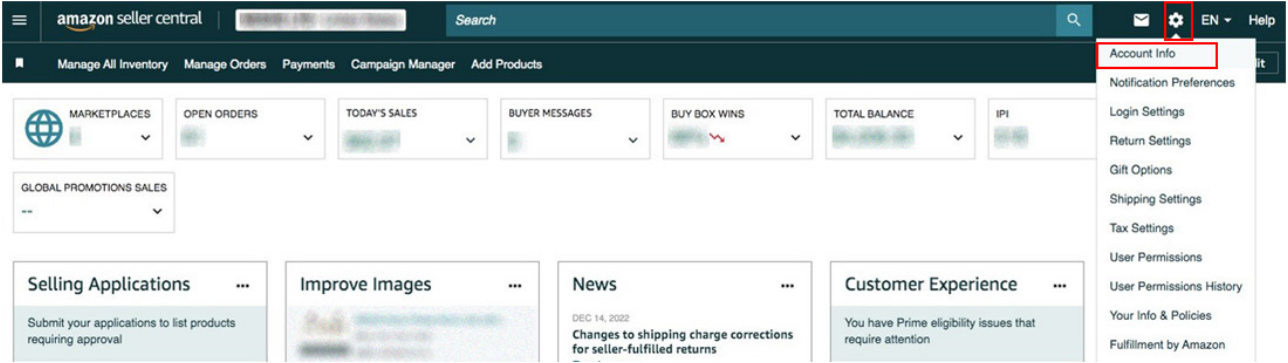 amazon seller central
Search
EN
Help
Manage All Inventory Manage Orders Payments Campaign Manager Add Products
Account Info
Notification Preferences
Login Settings
Return Settings
Gift Options
Shipping Settings
Tax Settings
User Permissions
User Permissions History
Your Info & Policies
Fulfillment by Amazon
MARKETPLACES
OPEN ORDERS
TODAY'S SALES
BUYER MESSAGES
BUY BOX WINS
TOTAL BALANCE
IPI
GLOBAL PROMOTIONS SALES
--
Selling Applications
Submit your applications to list products
requiring approval
Improve Images
News
DEC 14, 2022
Changes to shipping charge corrections
for seller-fulfilled returns
Customer Experience
You have Prime eligibility issues that
require attention